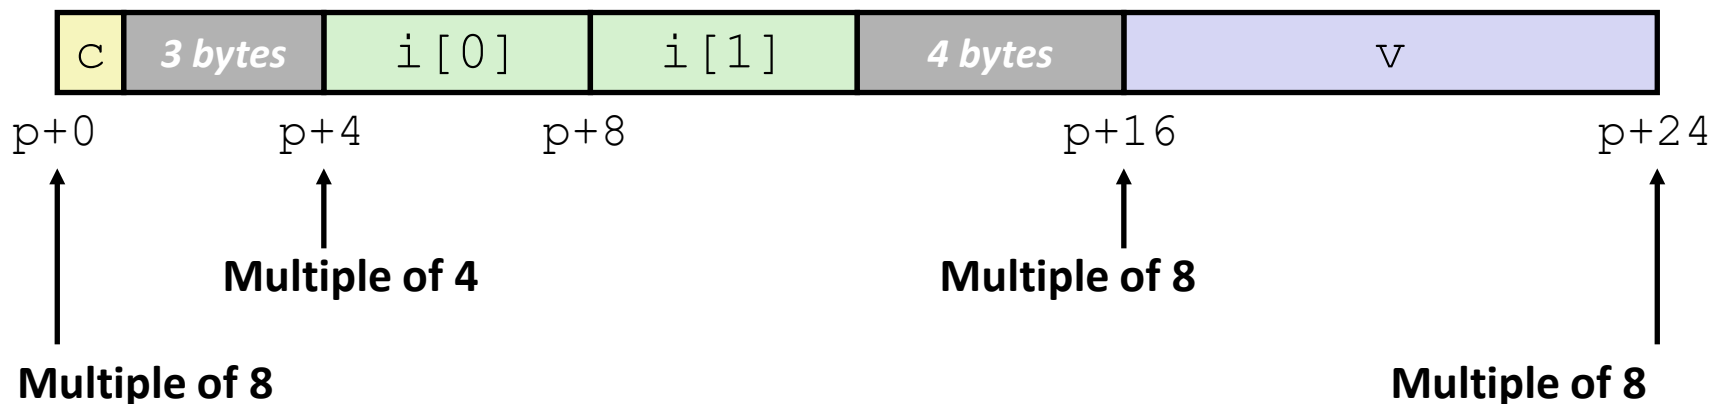 c 3 bytes i[0] i[1] 4 bytes v
p+0 p+4 p+8 p+16 p+24
Multiple of 4 Multiple of 8
Multiple of 8 Multiple of 8